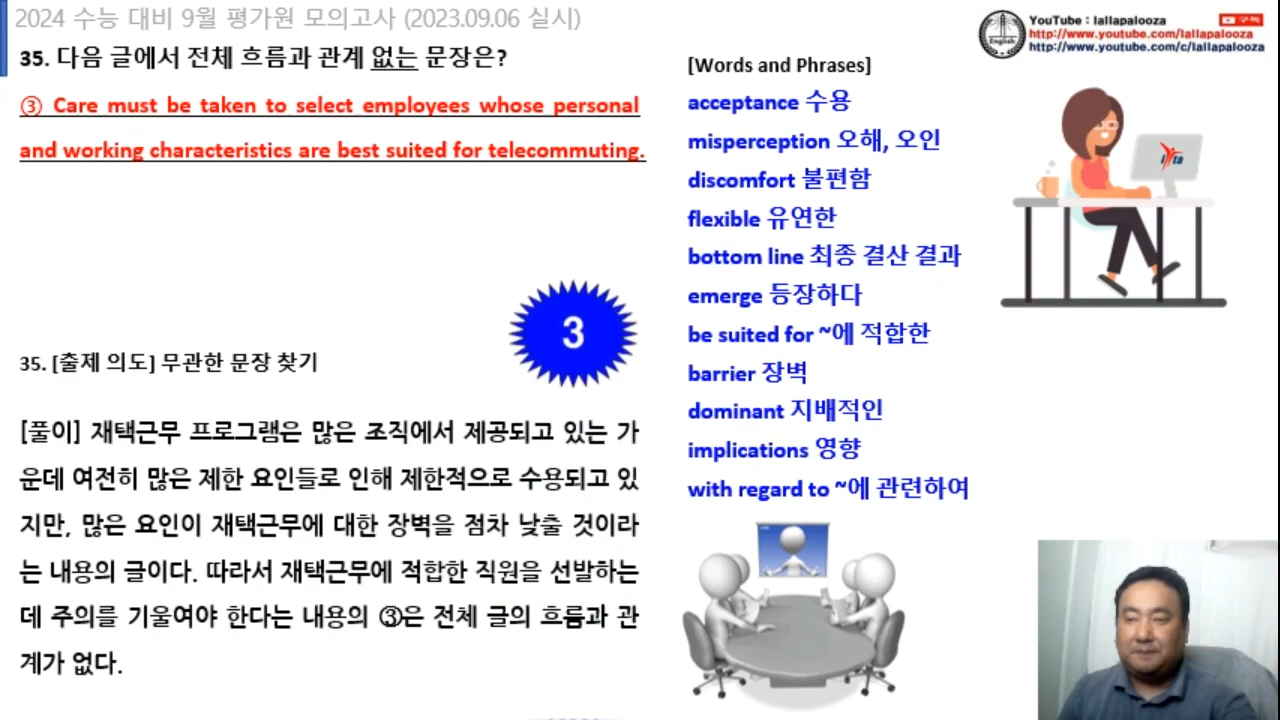 2024 수능 대비 9월 평가원 모의고사 (2023.09.06 실시)
35. 다음 글에서 전체 흐름과 관계 없는 문장은?
③ Care must be taken to select employees whose personal
and working characteristics are best suited for telecommuting.
3
35. [출제 의도] 무관한 문장 찾기
[풀이] 재택근무 프로그램은 많은 조직에서 제공되고 있는 가
운데 여전히 많은 제한 요인들로 인해 제한적으로 수용되고 있
지만, 많은 요인이 재택근무에 대한 장벽을 점차 낮출 것이라
는 내용의 글이다. 따라서 재택근무에 적합한 직원을 선발하는
데 주의를 기울여야 한다는 내용의 ③은 전체 글의 흐름과 관
계가 없다.
[Words and Phrases]
acceptance 수용
misperception 오해, 오인
discomfort 불편함
flexible 유연한
bottom line 최종 결산 결과
emerge 등장하다
be suited for ~에 적합한
barrier 장벽
dominant 지배적인
implications 영향
with regard to ~에 관련하여
English
YouTube : lallapalooza
구독
http://www.youtube.com/lallapalooza
http://www.youtube.com/c/lallapalooza